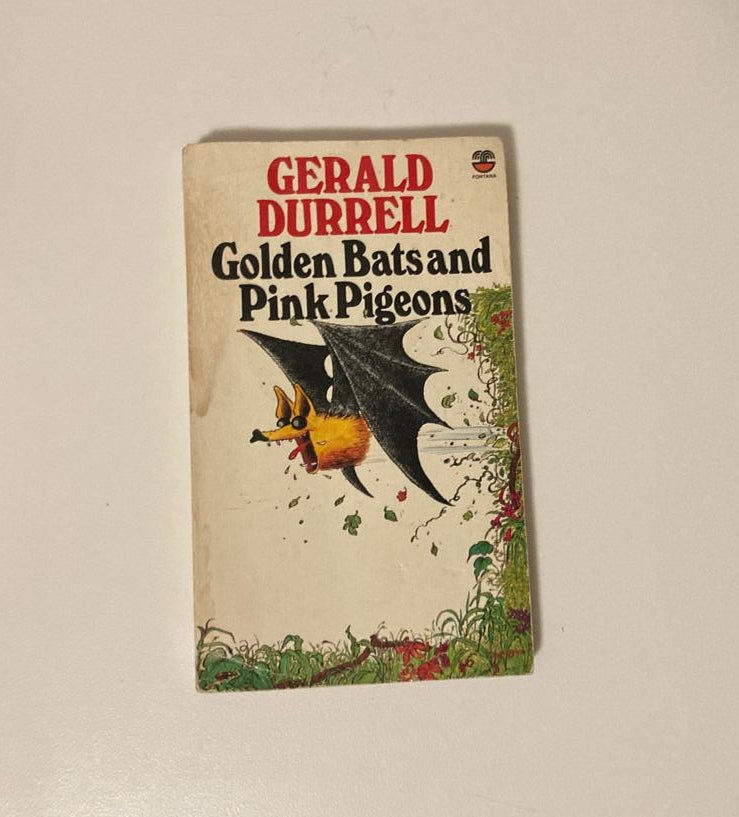 GERALD
DURRELL
FONTANA
Golden Bats and
Pink Pigeons